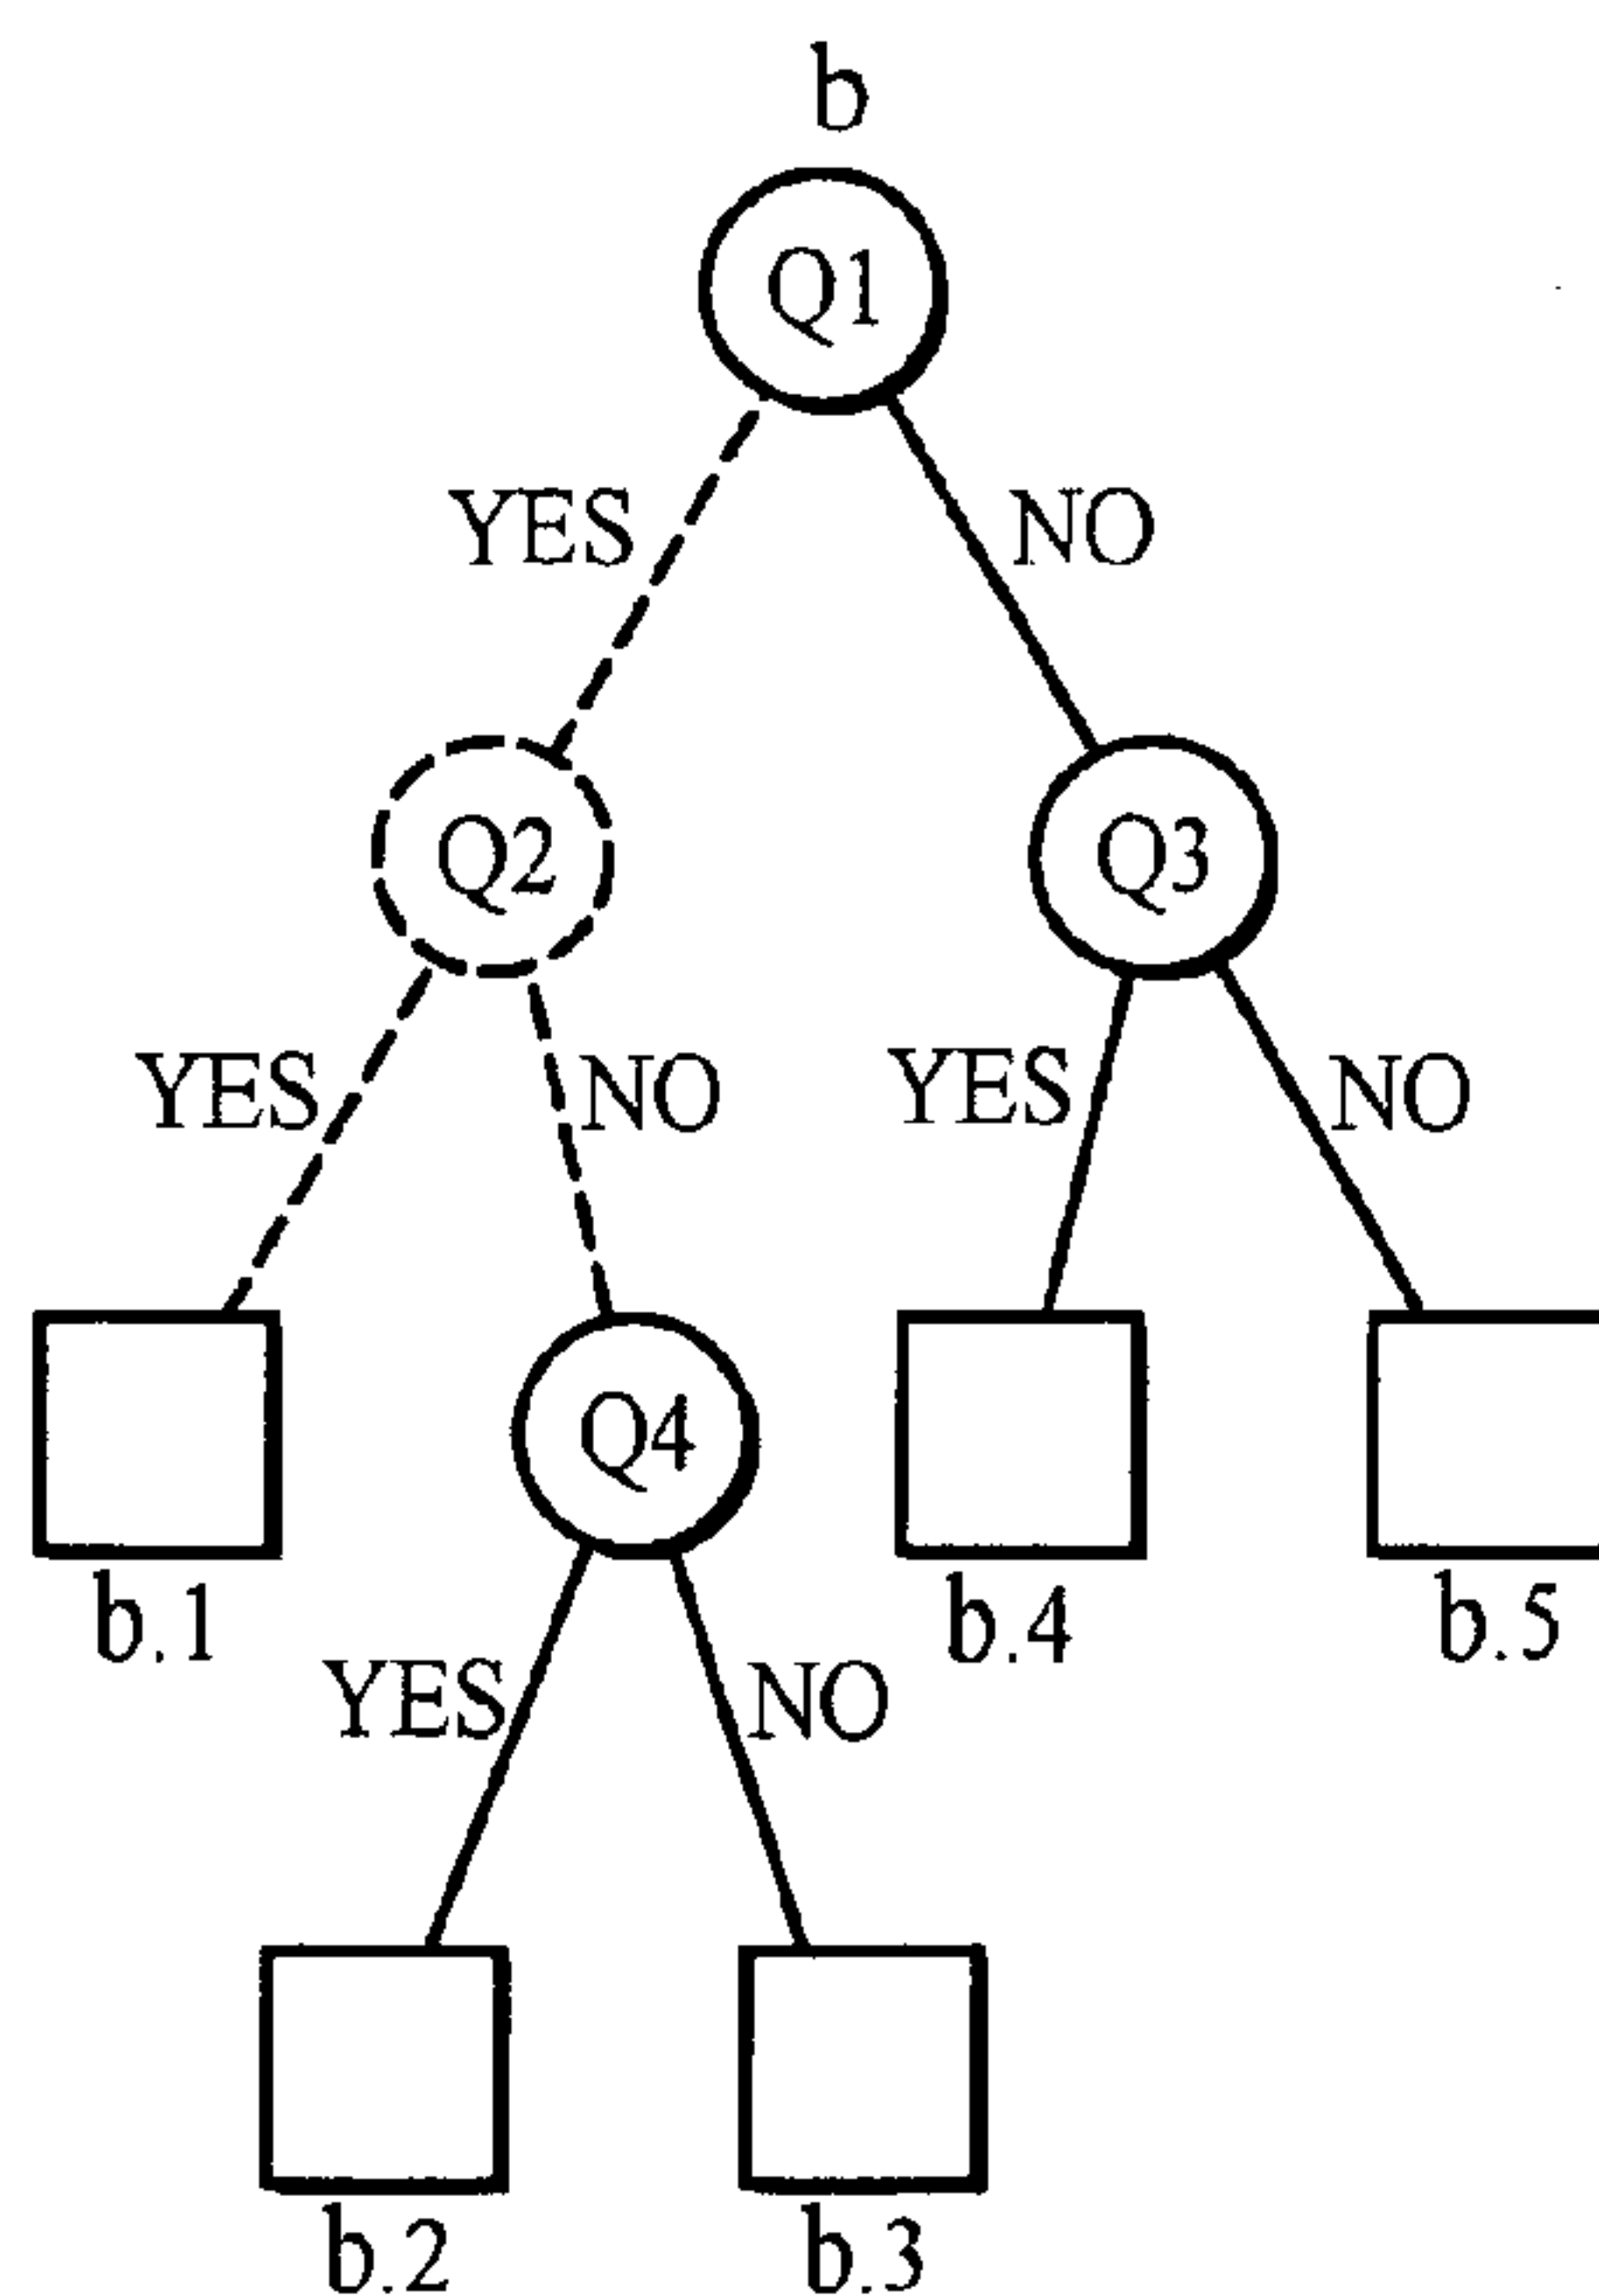 b
Q1
YES NO
Q2 Q3
YES NO YES NO
Q4
b.1 b.4 b.5
YES NO
b.2 b.3